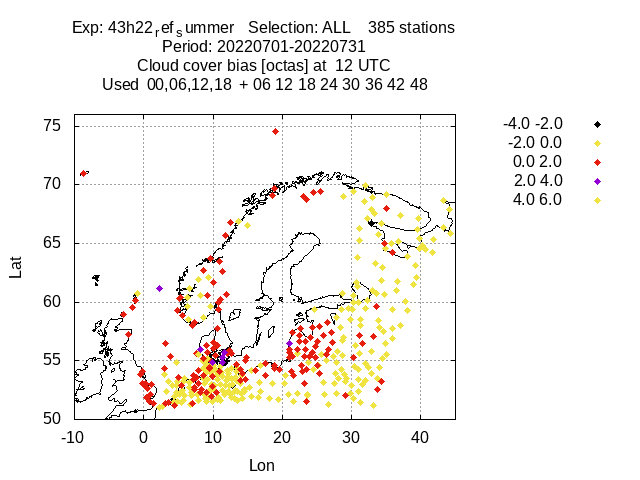 Exp: 43h22ref summer Selection: ALL 385 stations
Period: 20220701-20220731
Cloud cover bias [octas] at 12 UTC
Used 00,06,12,18 + 06 12 18 24 30 36 42 48
-4.0 -2.0
-2.0 0.0
0.0 2.0
2.0 4.0
4.0 6.0
75
70
65
60
55
50
Lat
-10 0 10 20 30 40
Lon